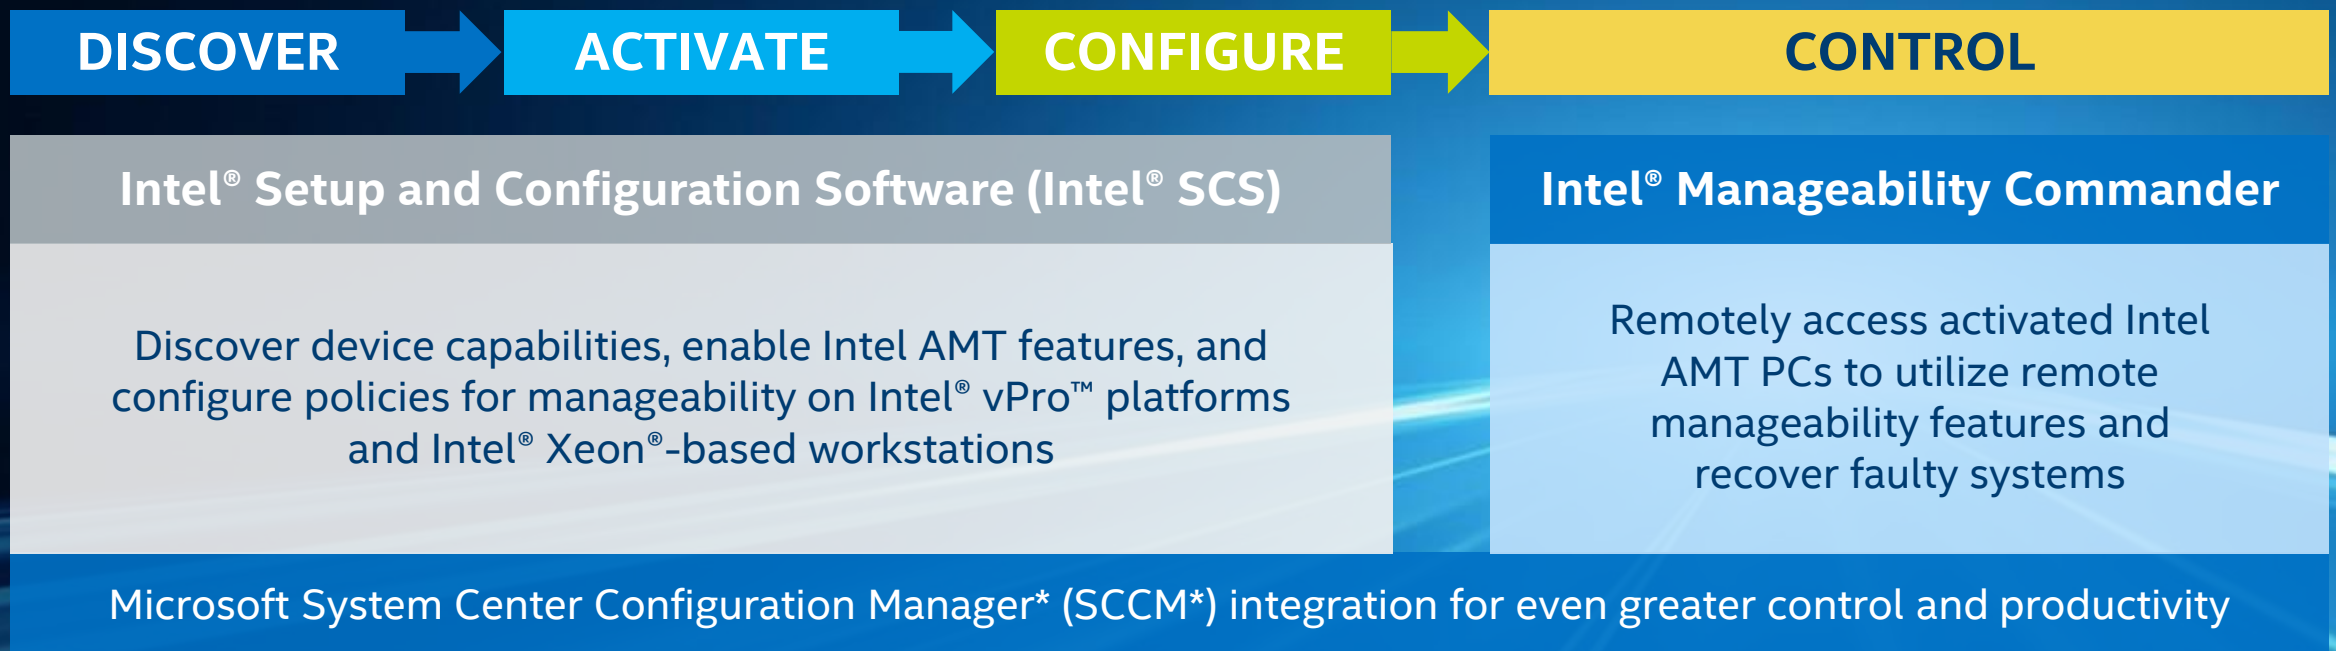 DISCOVER
ACTIVATE
CONFIGURE
CONTROL
Intel® Setup and Configuration Software (Intel® SCS)
Discover device capabilities, enable Intel AMT features, and
configure policies for manageability on Intel® vPro™ platforms
and Intel® Xeon®-based workstations
Intel® Manageability Commander
Remotely access activated Intel
AMT PCs to utilize remote
manageability features and
recover faulty systems
Microsoft System Center Configuration Manager* (SCCM*) integration for even greater control and productivity